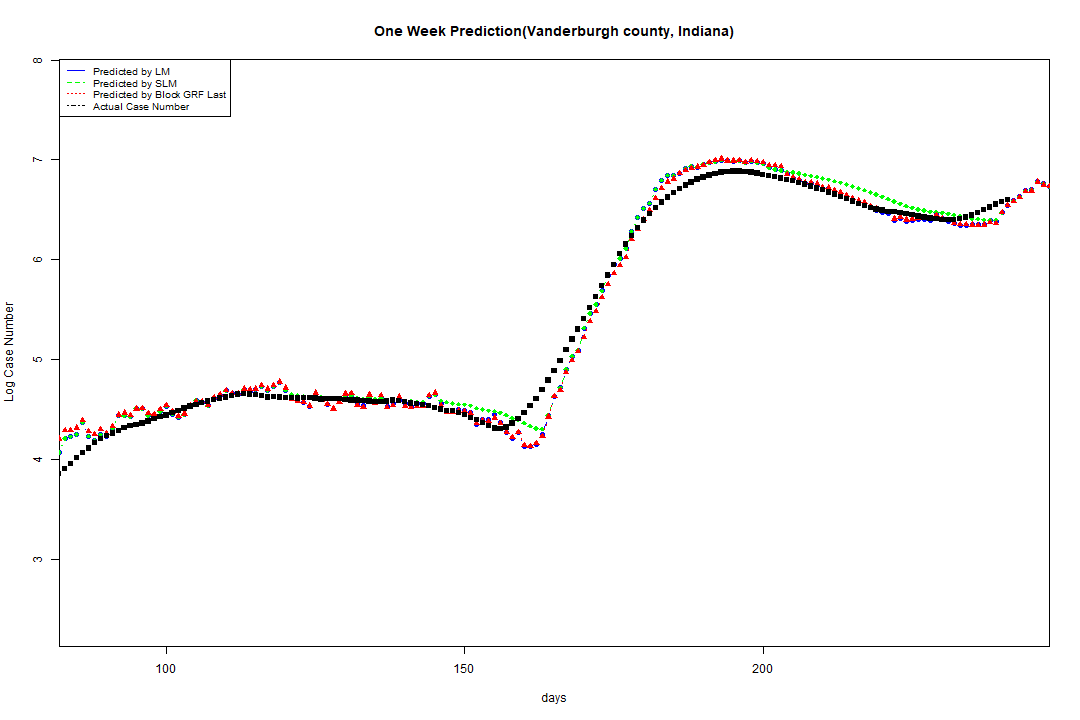 One Week Prediction(Vanderburgh county, Indiana)
Predicted by LM
Predicted by SLM
Predicted by Block GRF Last
Actual Case Number
8
7
6
5
4
3
Log Case Number
100
150
200
days